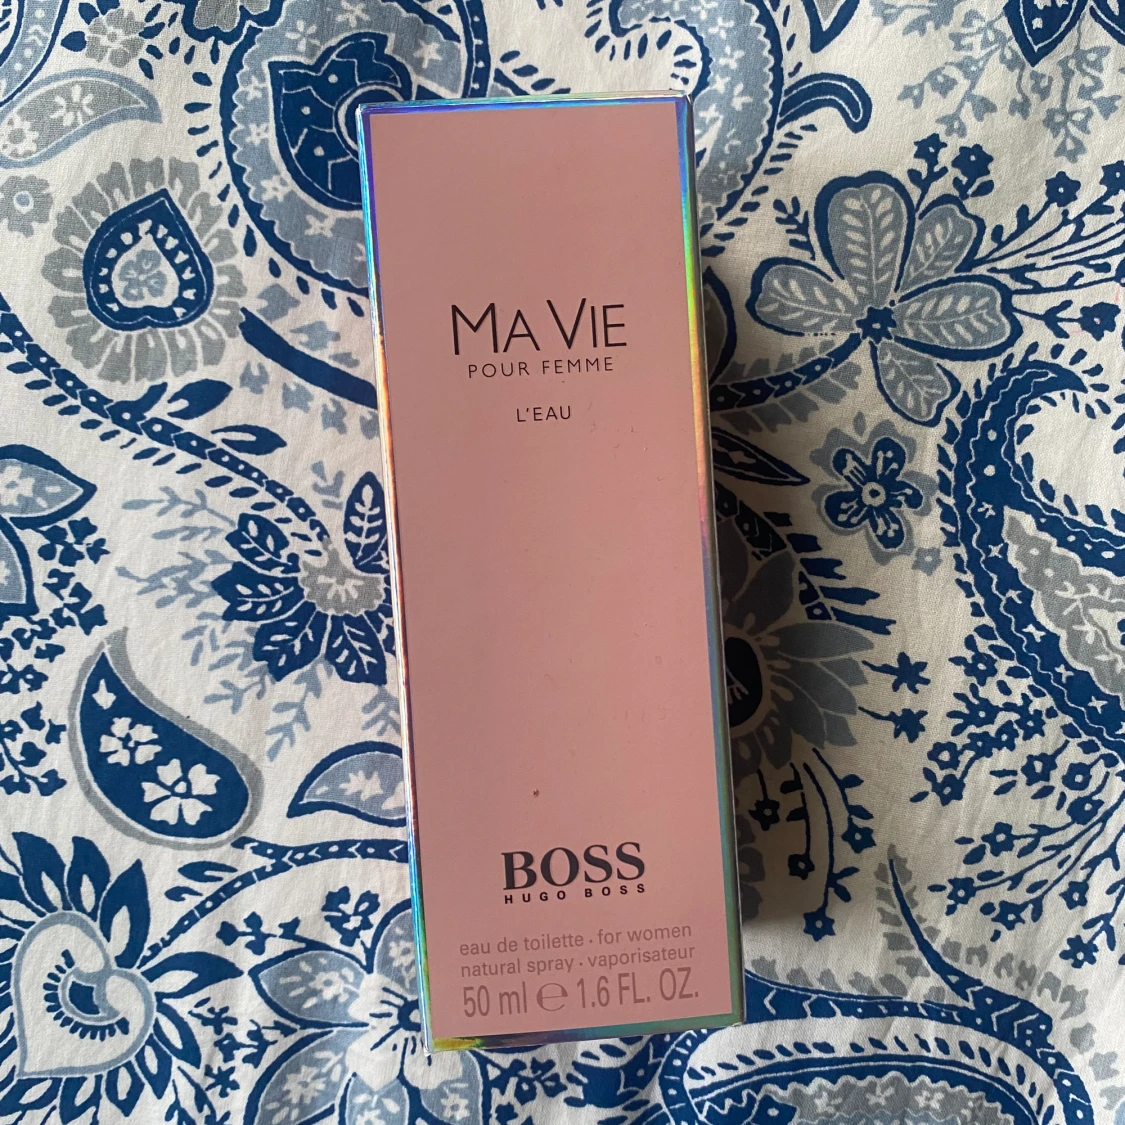 MA VIE
POUR FEMME
L'EAU
BOSS
HUGO BOSS
eau de toilette · for women
natural spray · vaporisateur
50 ml ℮ 1.6 FL. OZ.